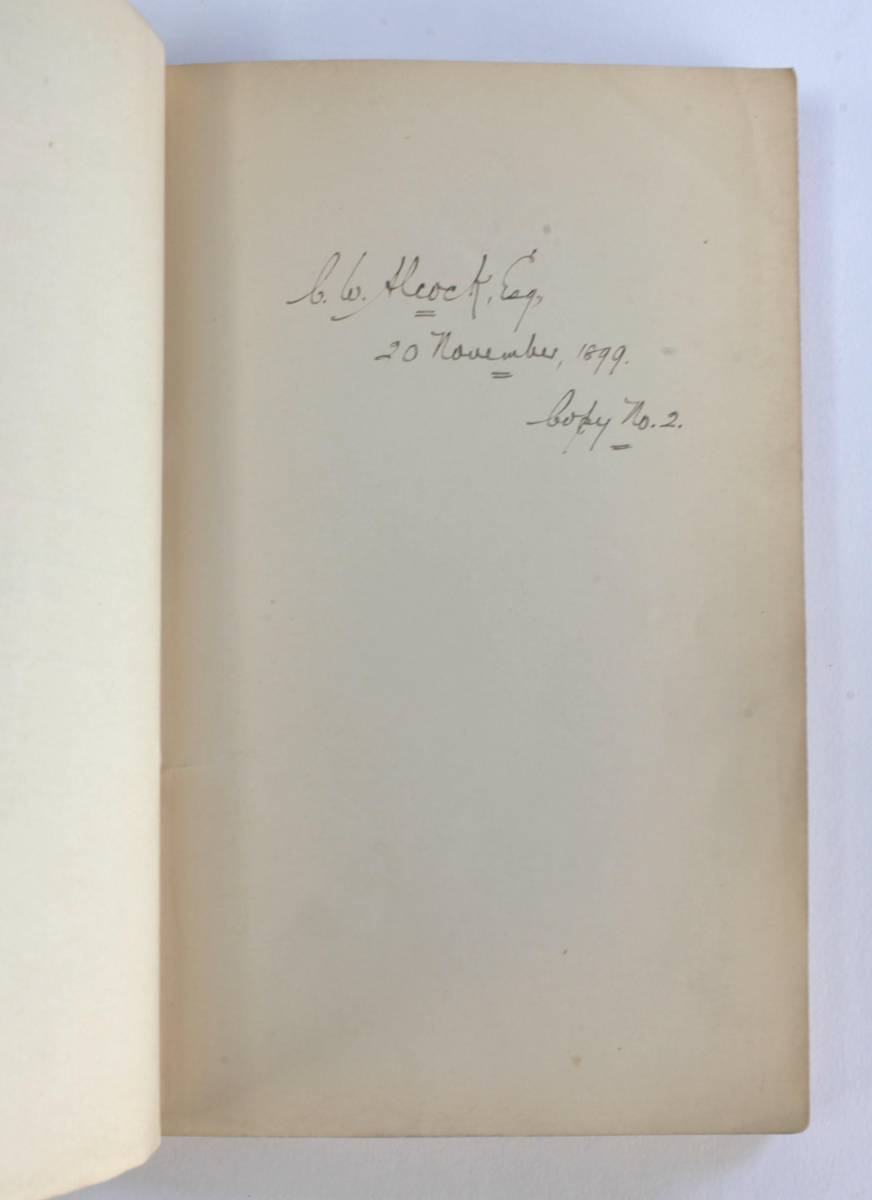 C. W. Alcock, Esq.,
20 November, 1899.
Copy No. 2.